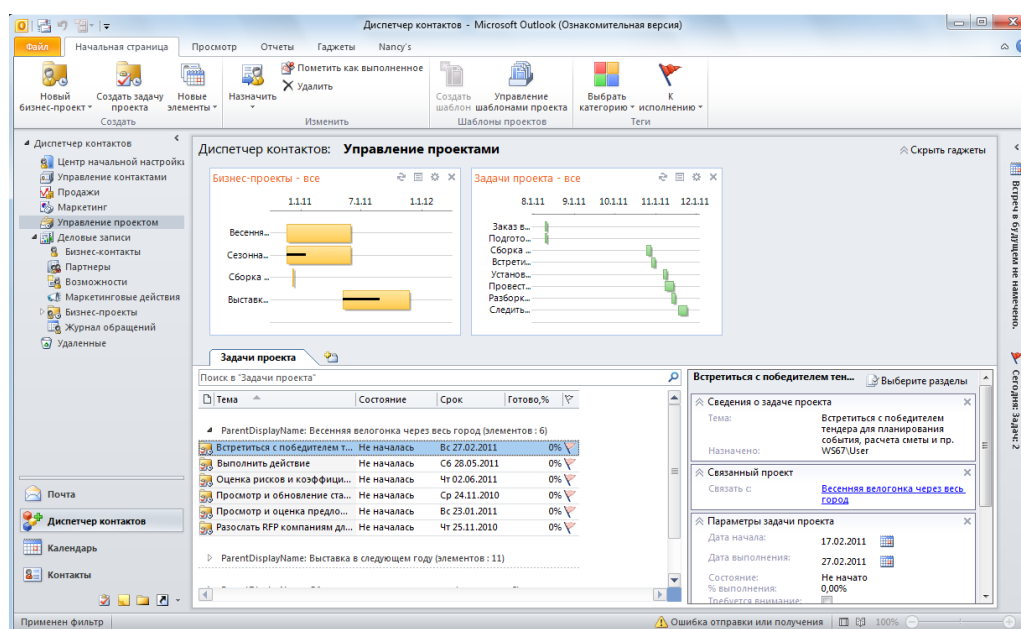 Диспетчер контактов - Microsoft Outlook (Ознакомительная версия)
Файл Начальная страница Просмотр Отчеты Гаджеты Nancy's
Новый бизнес-проект
Создать задачу проекта
Новые элементы
Создать
Назначить
Пометить как выполненное
Удалить
Изменить
Создать шаблон
Управление шаблонами проекта
Шаблоны проектов
Выбрать категорию
К исполнению
Теги
Диспетчер контактов
Центр начальной настройки
Управление контактами
Продажи
Маркетинг
Управление проектом
Деловые записи
Бизнес-контакты
Партнеры
Возможности
Маркетинговые действия
Бизнес-проекты
Журнал обращений
Удаленные
Почта
Диспетчер контактов
Календарь
Контакты
Диспетчер контактов: Управление проектами
Скрыть гаджеты
Бизнес-проекты - все
1.1.11 7.1.11 1.1.12
Весення...
Сезонна...
Сборка ...
Выставк...
Задачи проекта - все
8.1.11 9.1.11 10.1.11 11.1.11 12.1.11
Заказ в...
Подгото...
Сборка ...
Встрети...
Установ...
Провест...
Разборк...
Следить...
Задачи проекта
Поиск в "Задачи проекта"
Тема Состояние Срок Готово,%
ParentDisplayName: Весенняя велогонка через весь город (элементов : 6)
Встретиться с победителем т... Не началась Вс 27.02.2011 0%
Выполнить действие Не началась Сб 28.05.2011 0%
Оценка рисков и коэффици... Не началась Чт 02.06.2011 0%
Просмотр и обновление ста... Не началась Ср 24.11.2010 0%
Просмотр и оценка предло... Не началась Вс 23.01.2011 0%
Разослать RFP компаниям дл... Не началась Чт 25.11.2010 0%
ParentDisplayName: Выставка в следующем году (элементов : 11)
Встретиться с победителем тен... Выберите разделы
Сведения о задаче проекта
Тема: Встретиться с победителем
тендера для планирования
события, расчета сметы и пр.
Назначено: WS67\User
Связанный проект
Связать с: Весенняя велогонка через весь
город
Параметры задачи проекта
Дата начала: 17.02.2011
Дата выполнения: 27.02.2011
Состояние: Не начато
% выполнения: 0,00%
Требуется внимание:
Встреч в будущем не намечено.
Сегодня: Задач: 2
Применен фильтр
Ошибка отправки или получения 100%